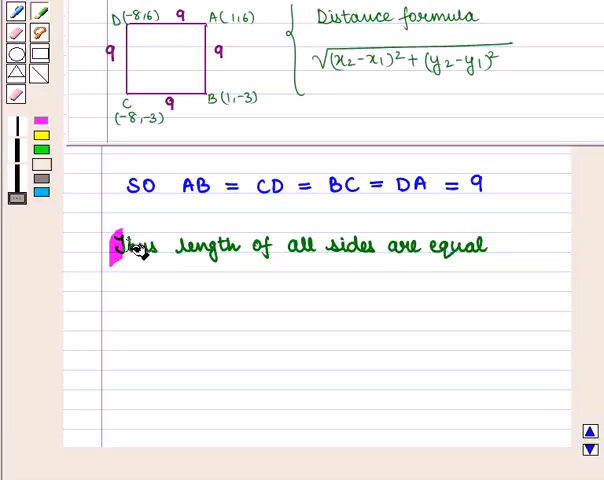 D(-8,6) 9 A(1,6)
Distance formula
9 9
√(x₂-x₁)²+(y₂-y₁)²
C 9 B(1,-3)
(-8,-3)
SO AB = CD = BC = DA = 9
Thus length of all sides are equal